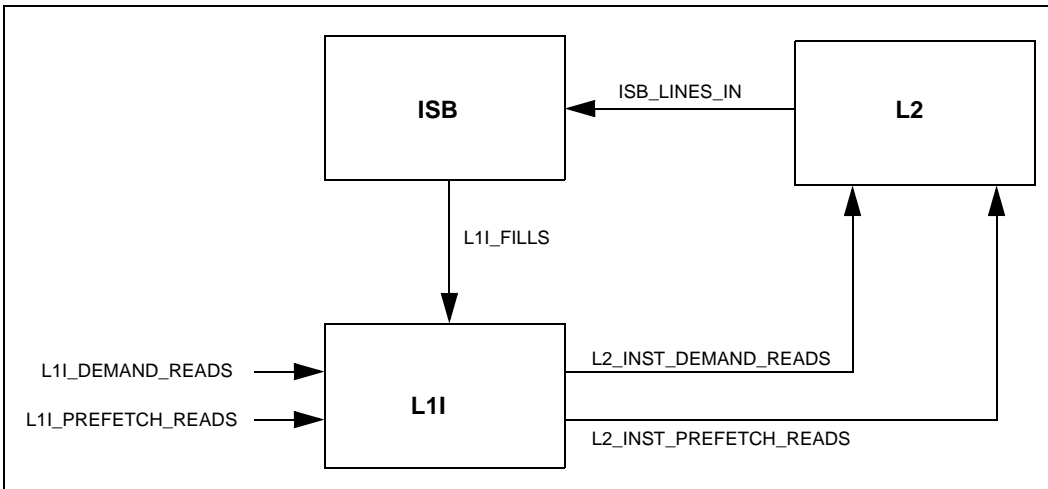 ISB
L2
ISB_LINES_IN
L1I_FILLS
L1I_DEMAND_READS
L1I_PREFETCH_READS
L1I
L2_INST_DEMAND_READS
L2_INST_PREFETCH_READS